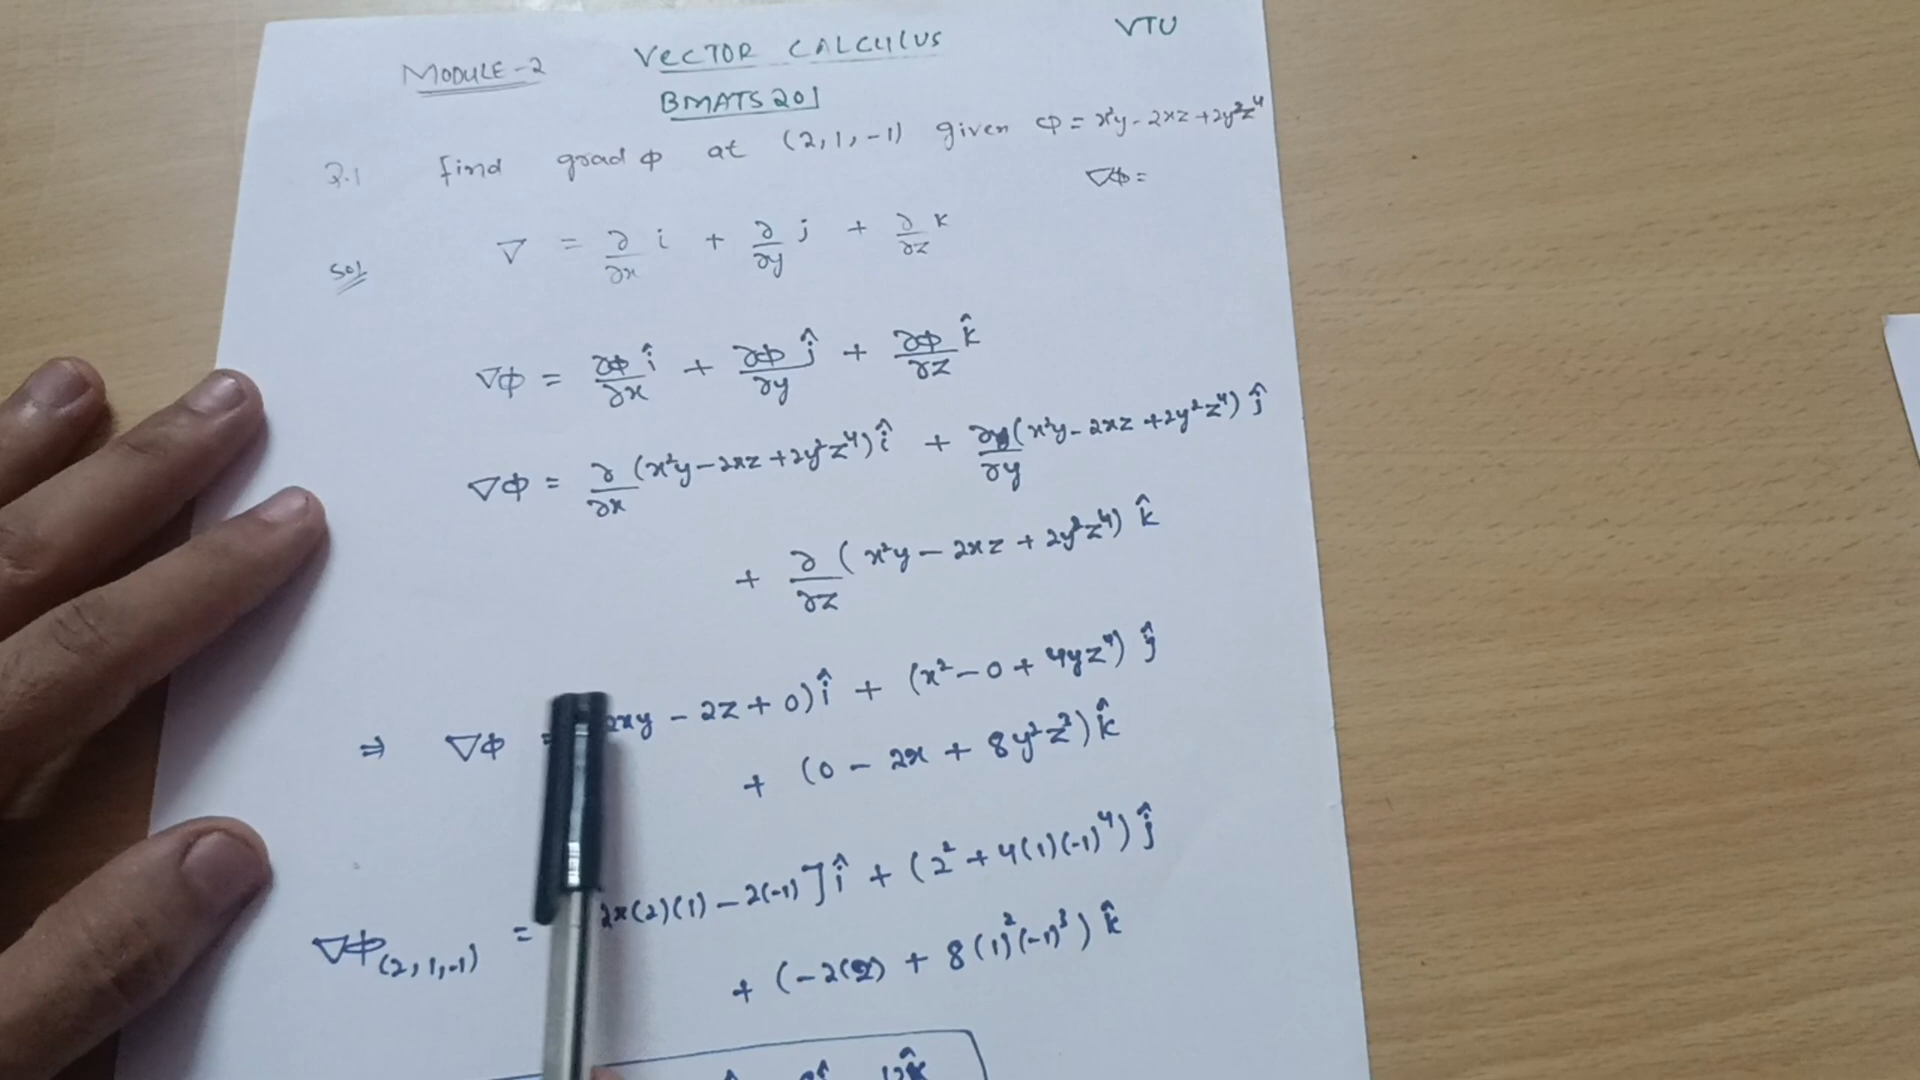 MODULE-2 VECTOR CALCULUS VTU
BMATS201
Q.1 find grad ϕ at (2,1,-1) given ϕ = x²y - 2xz + 2y²z⁴
∇ϕ =
Sol ∇ = ∂/∂x i + ∂/∂y j + ∂/∂z k
∇ϕ = ∂ϕ/∂x î + ∂ϕ/∂y ĵ + ∂ϕ/∂z k̂
∇ϕ = ∂/∂x (x²y - 2xz + 2y²z⁴) î + ∂/∂y (x²y - 2xz + 2y²z⁴) ĵ
+ ∂/∂z (x²y - 2xz + 2y²z⁴) k̂
⇒ ∇ϕ = 2xy - 2z + 0) î + (x² - 0 + 4yz⁴) ĵ
+ (0 - 2x + 8y²z³) k̂
∇ϕ(2,1,-1) = 2×(2)(1) - 2(-1)] î + (2² + 4(1)(-1)⁴) ĵ
+ (-2(2) + 8(1)²(-1)³) k̂
12k̂